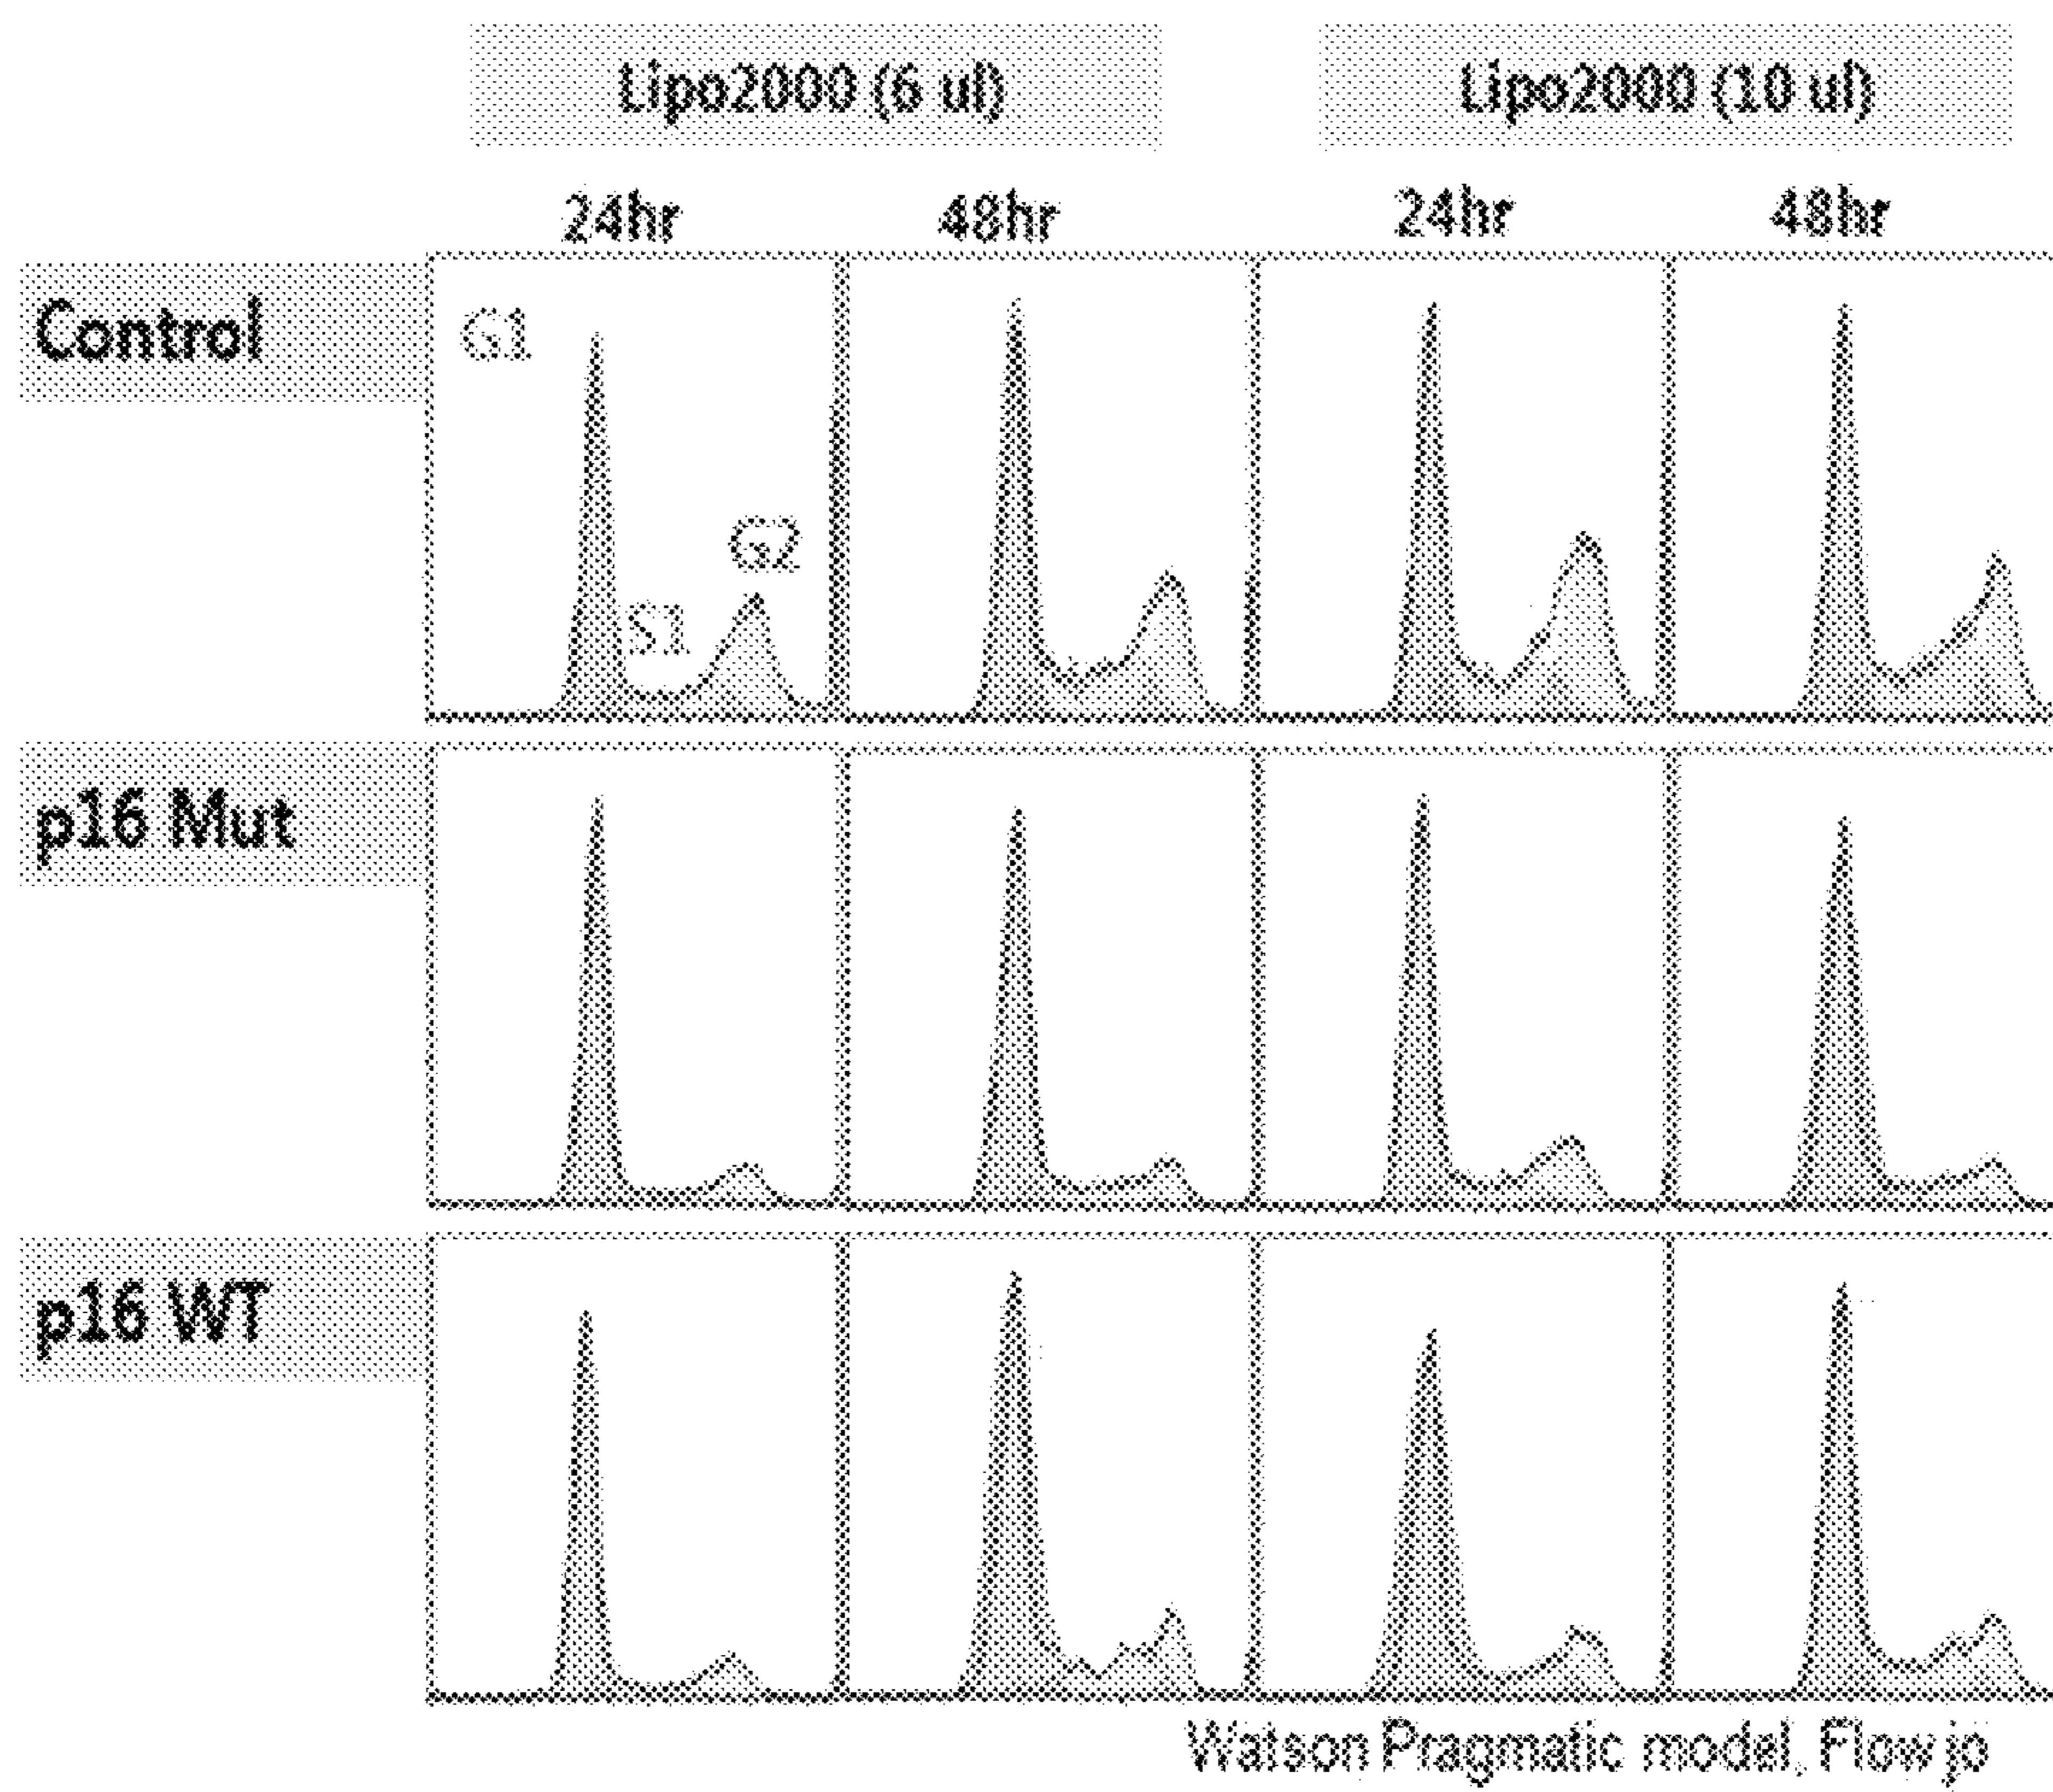 Lipo2000 (6 ul) Lipo2000 (10 ul)
24hr 48hr 24hr 48hr
Control
G1
G2
S1
p16 Mut
p16 WT
Watson Pragmatic model, Flow jo